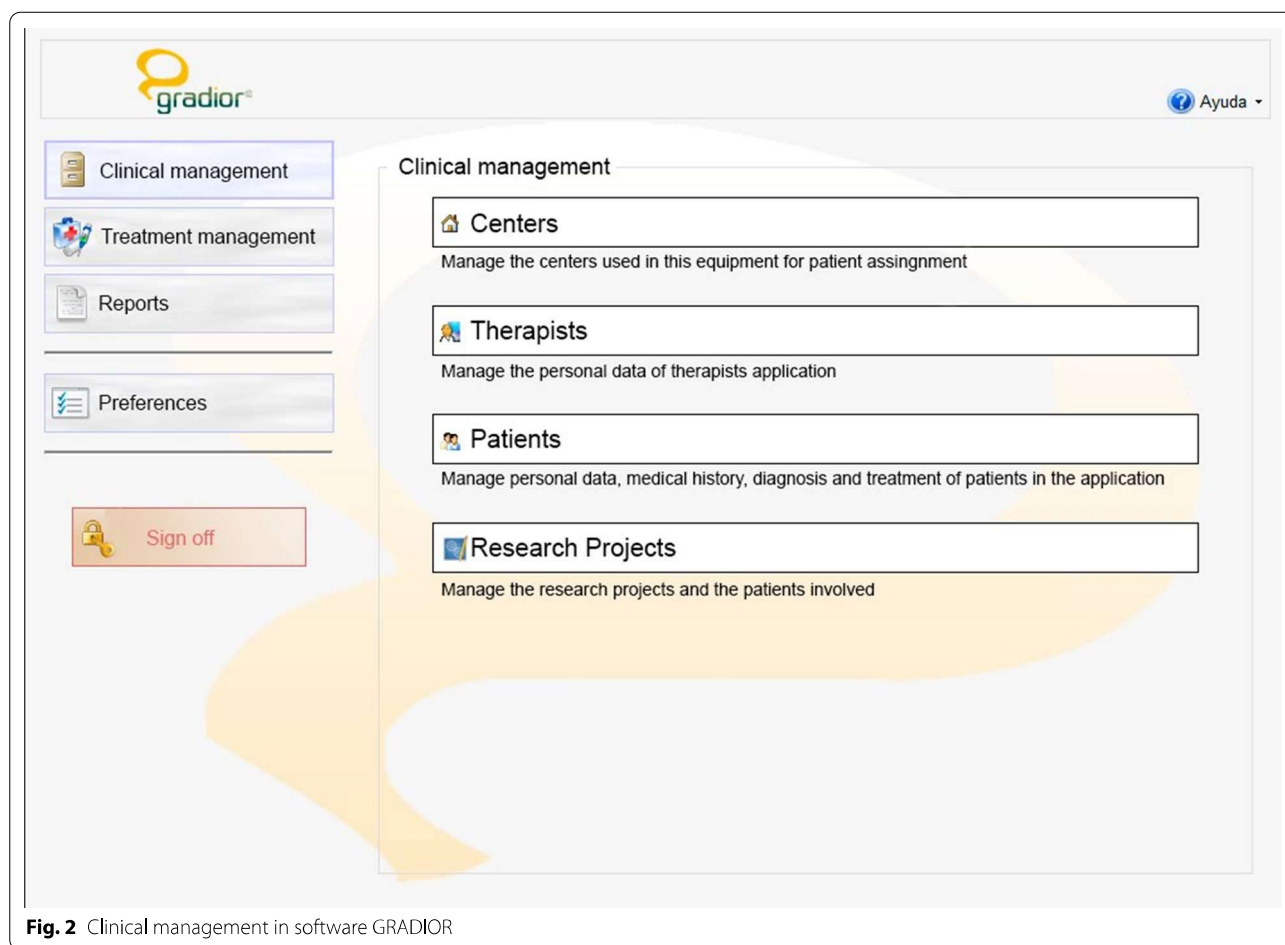 gradior®
Ayuda
Clinical management
Treatment management
Reports
Preferences
Sign off
Clinical management
Centers
Manage the centers used in this equipment for patient assingnment
Therapists
Manage the personal data of therapists application
Patients
Manage personal data, medical history, diagnosis and treatment of patients in the application
Research Projects
Manage the research projects and the patients involved
Fig. 2 Clinical management in software GRADIOR